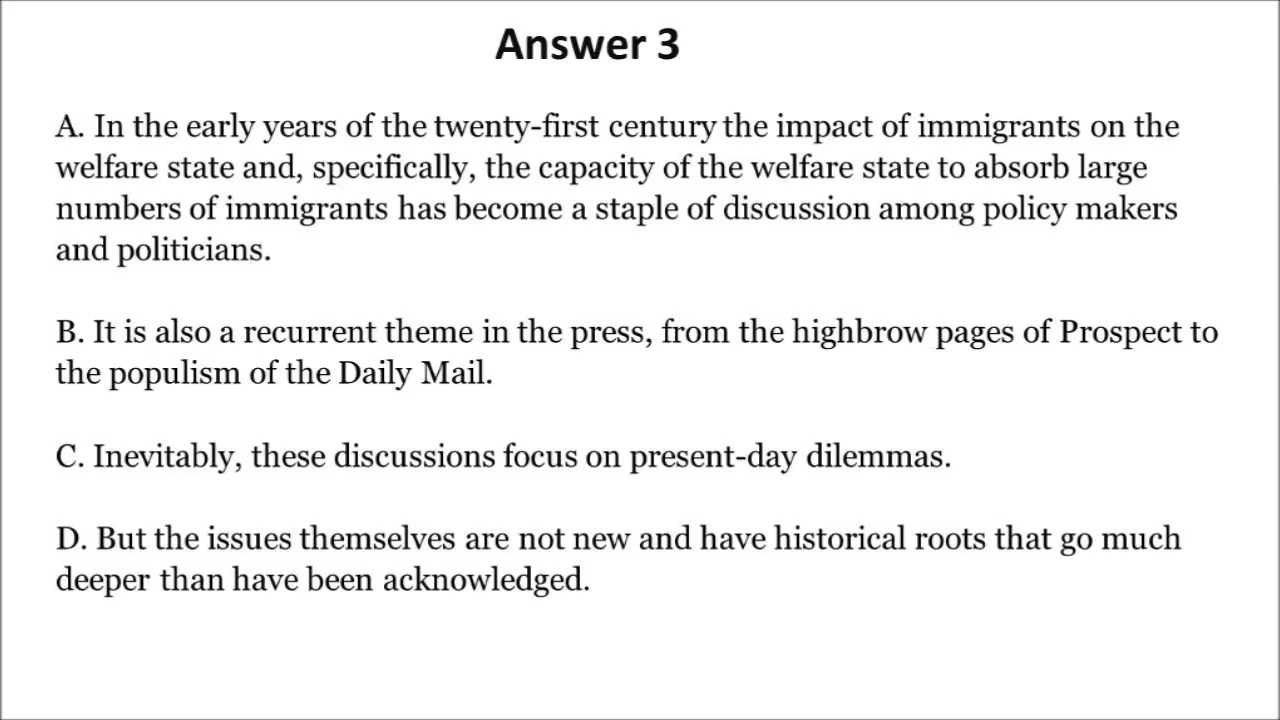 Answer 3
A. In the early years of the twenty-first century the impact of immigrants on the
welfare state and, specifically, the capacity of the welfare state to absorb large
numbers of immigrants has become a staple of discussion among policy makers
and politicians.
B. It is also a recurrent theme in the press, from the highbrow pages of Prospect to
the populism of the Daily Mail.
C. Inevitably, these discussions focus on present-day dilemmas.
D. But the issues themselves are not new and have historical roots that go much
deeper than have been acknowledged.